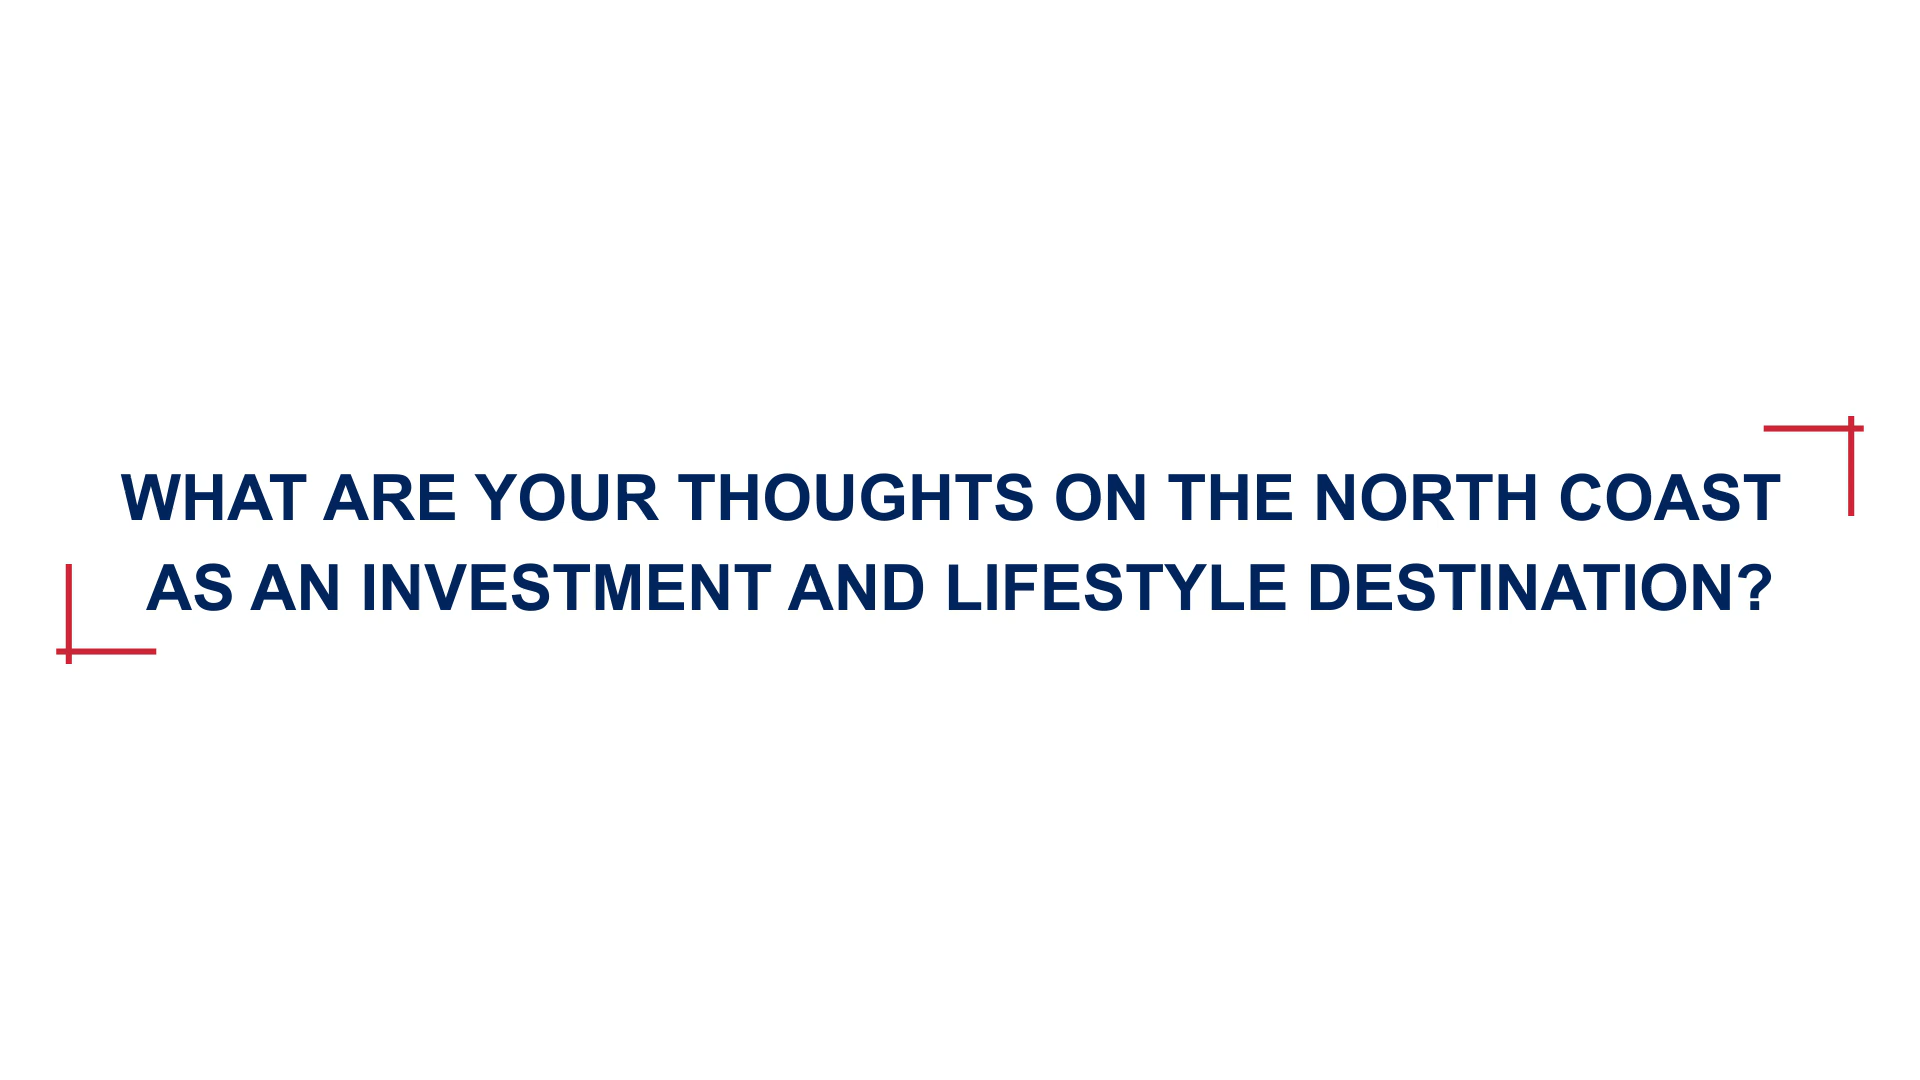 WHAT ARE YOUR THOUGHTS ON THE NORTH COAST
AS AN INVESTMENT AND LIFESTYLE DESTINATION?